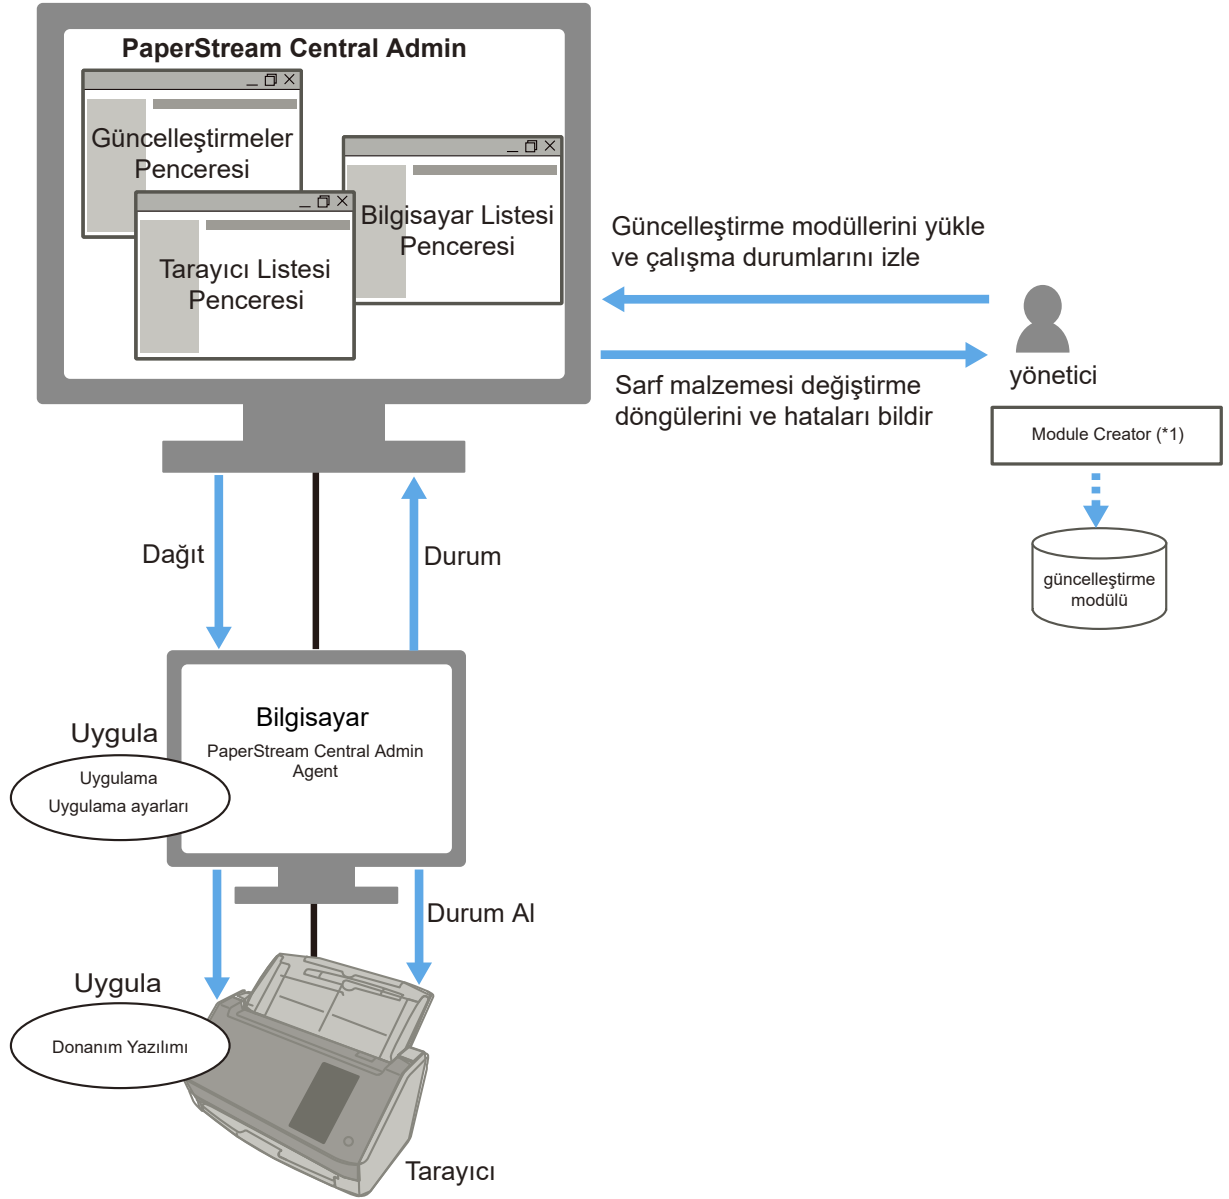 PaperStream Central Admin
Güncelleştirmeler
Penceresi
Bilgisayar Listesi
Penceresi
Tarayıcı Listesi
Penceresi
Güncelleştirme modüllerini yükle
ve çalışma durumlarını izle
Sarf malzemesi değiştirme
döngülerini ve hataları bildir
yönetici
Module Creator (*1)
güncelleştirme
modülü
Dağıt
Durum
Bilgisayar
PaperStream Central Admin
Agent
Uygula
Uygulama
Uygulama ayarları
Durum Al
Uygula
Donanım Yazılımı
Tarayıcı